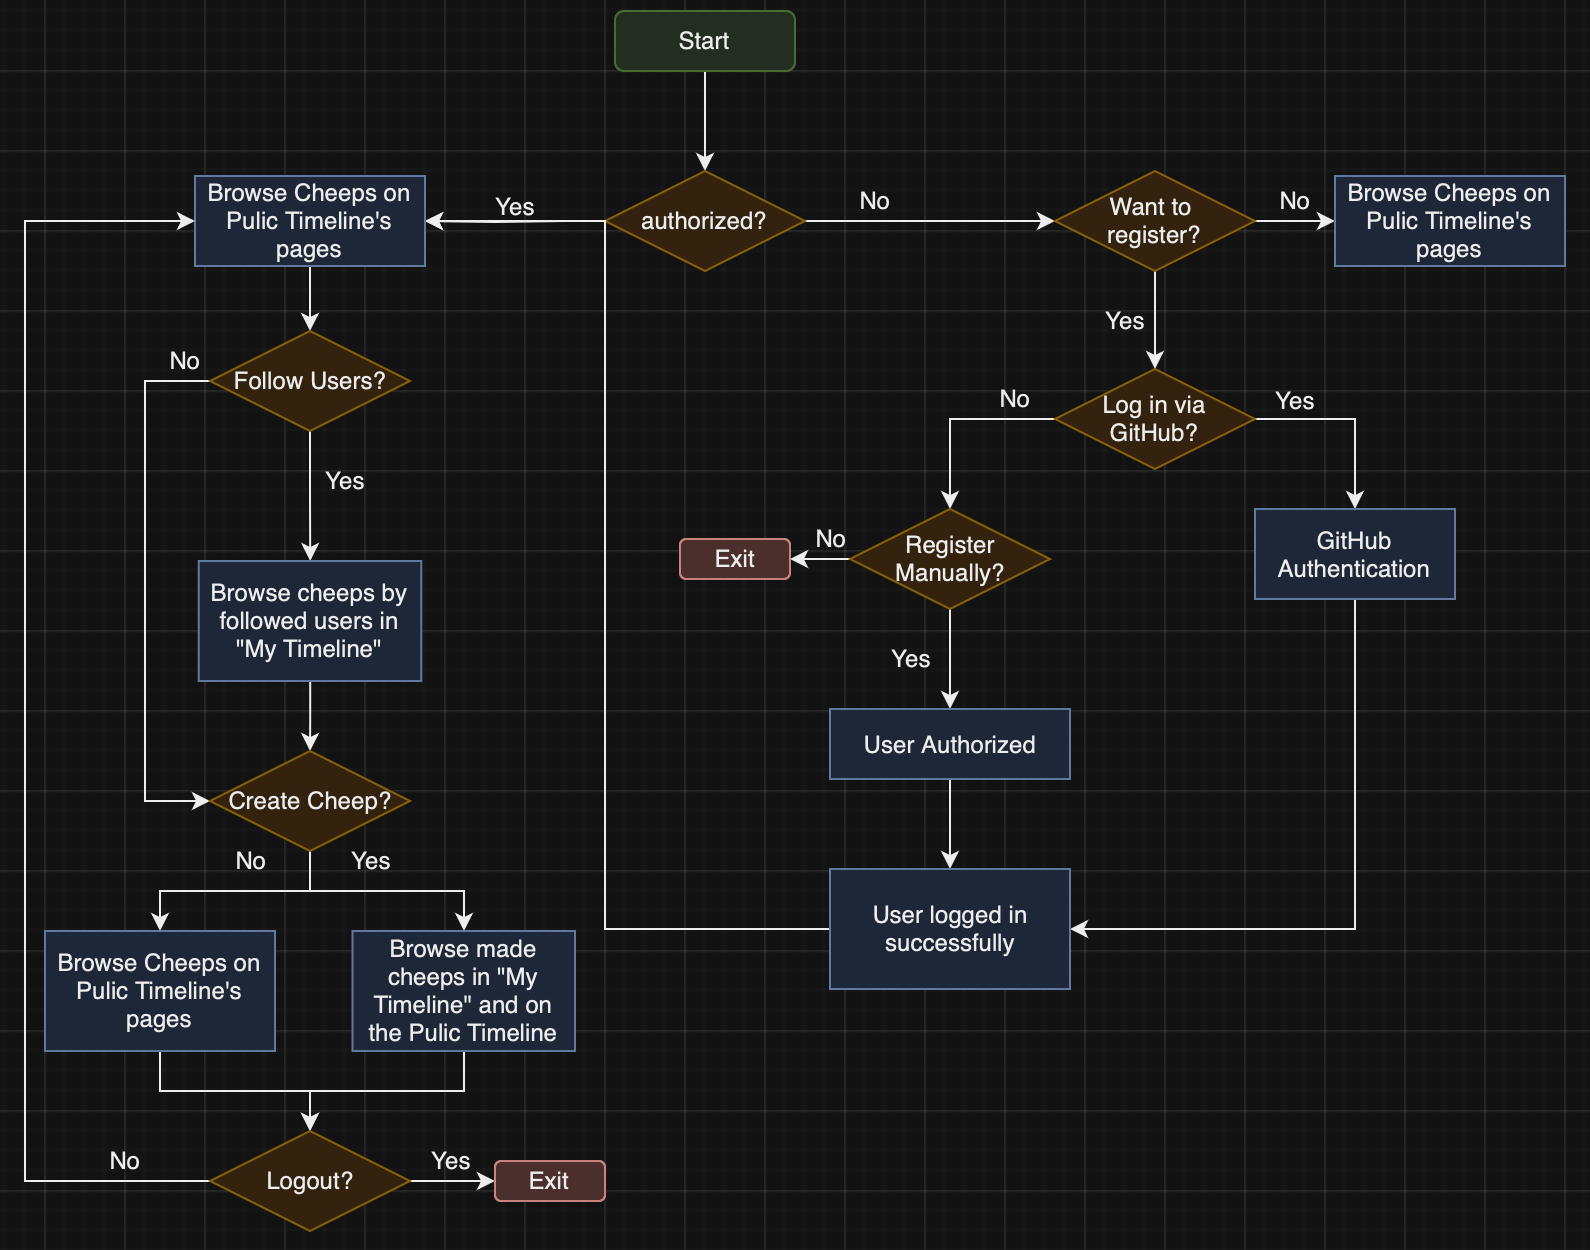 Start
Browse Cheeps on
Pulic Timeline's
pages
Yes
authorized?
No
Want to
register?
No
Browse Cheeps on
Pulic Timeline's
pages
Yes
No
Follow Users?
Yes
No
Log in via
GitHub?
Yes
Exit
No
Register
Manually?
GitHub
Authentication
Browse cheeps by
followed users in
"My Timeline"
Yes
User Authorized
Create Cheep?
No
Yes
User logged in
successfully
Browse Cheeps on
Pulic Timeline's
pages
Browse made
cheeps in "My
Timeline" and on
the Pulic Timeline
No
Logout?
Yes
Exit